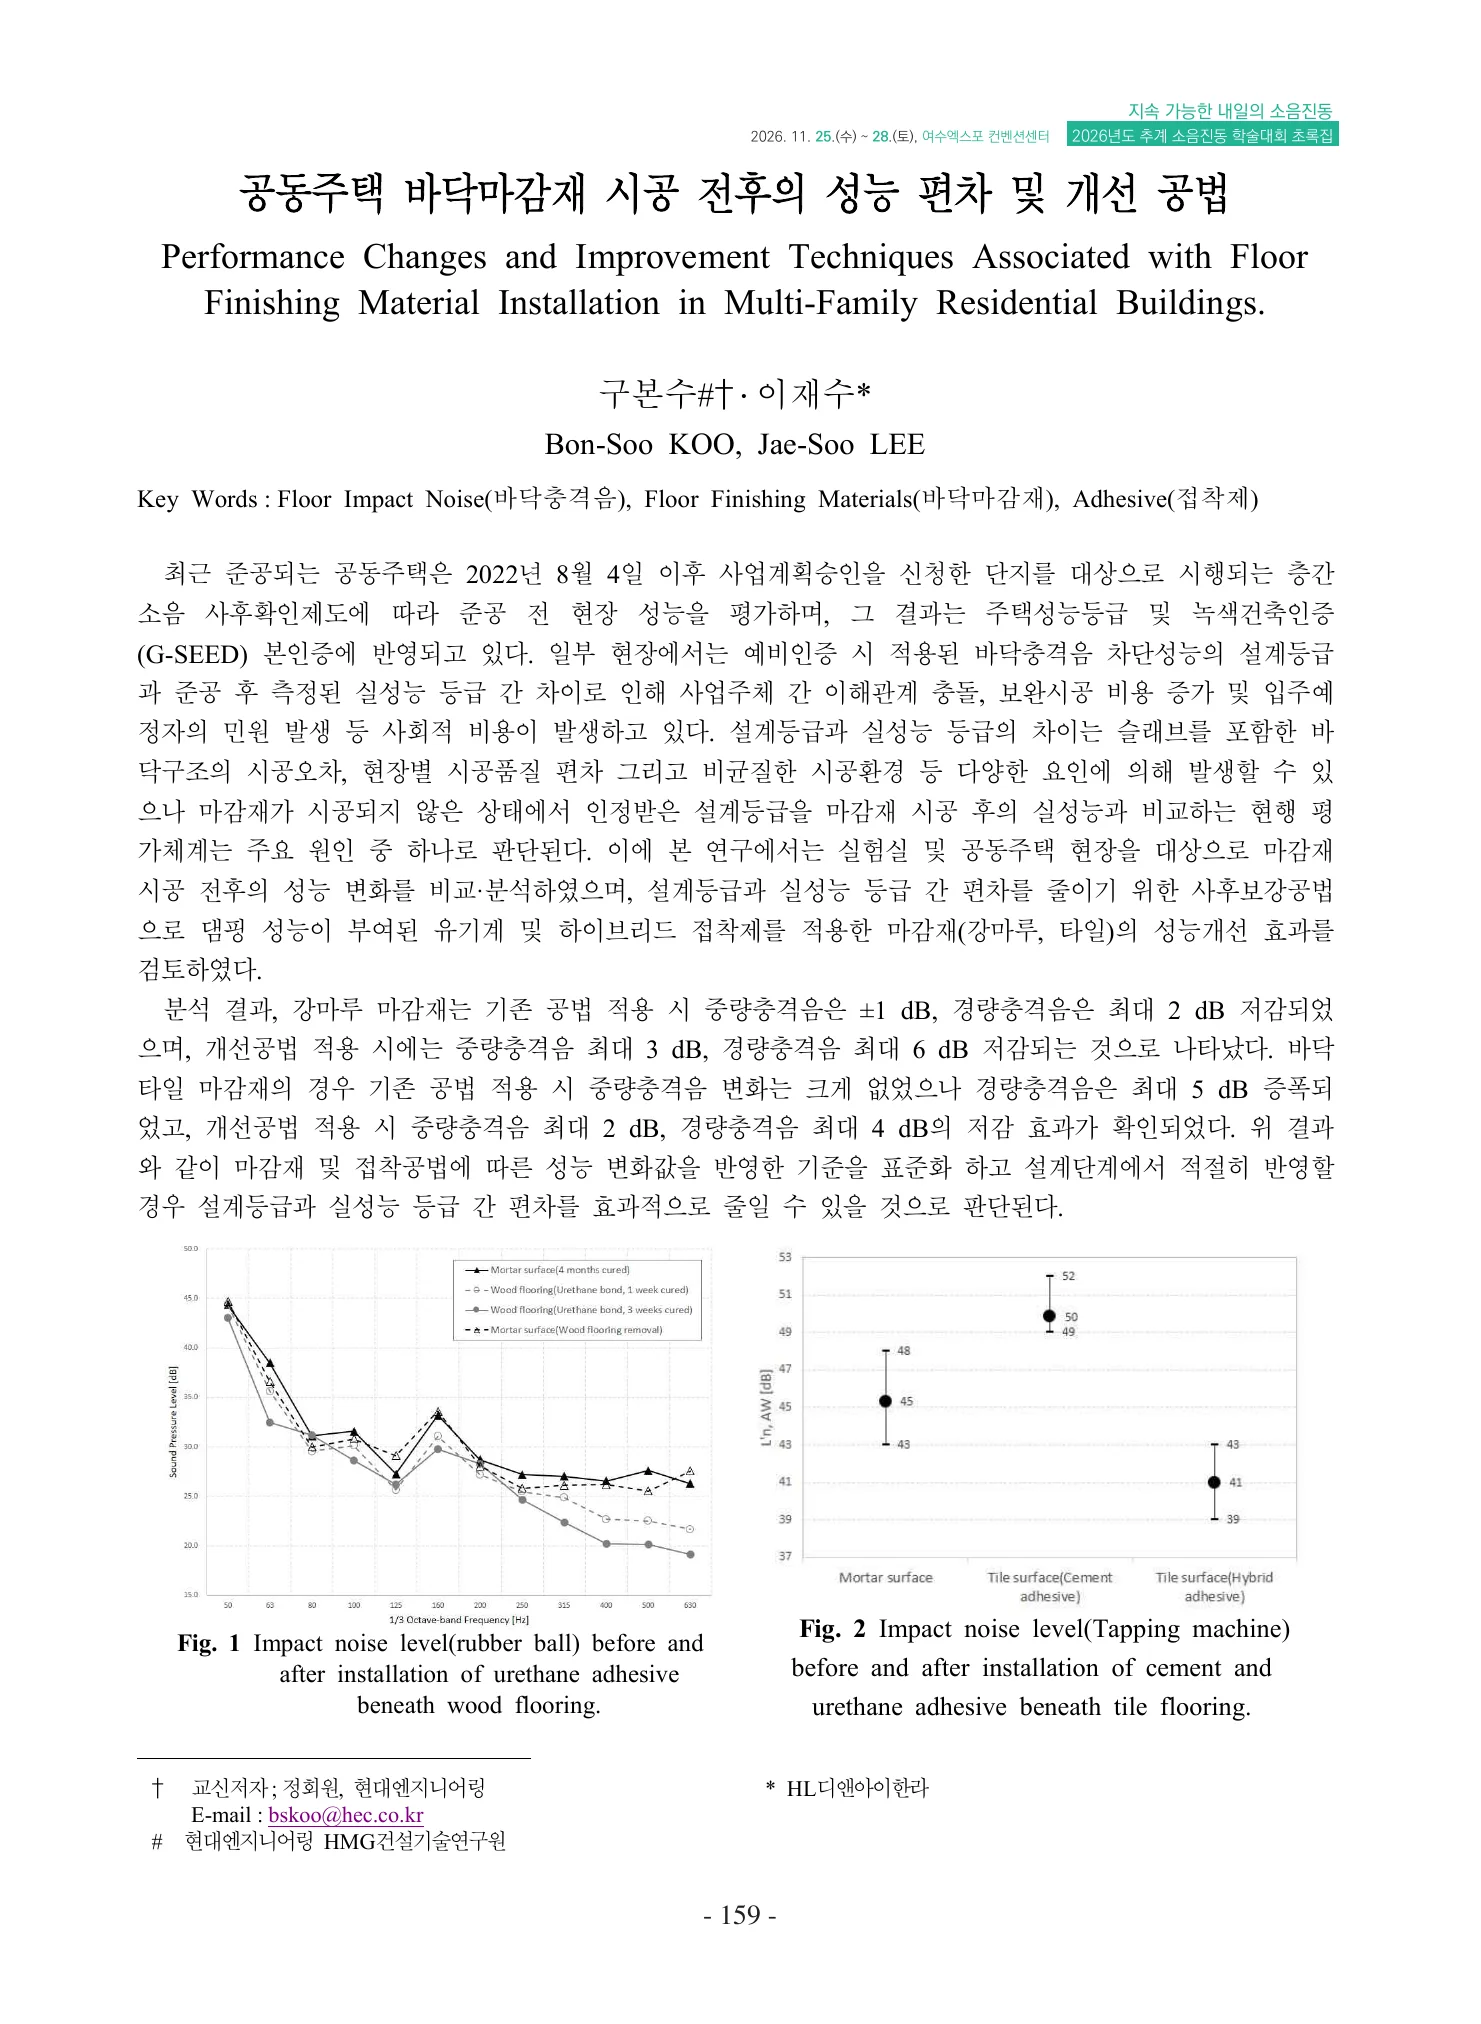 지속 가능한 내일의 소음진동
2026. 11. 25.(수) ~ 28.(토), 여수엑스포 컨벤션센터 2026년도 추계 소음진동 학술대회 초록집
공동주택 바닥마감재 시공 전후의 성능 편차 및 개선 공법
Performance Changes and Improvement Techniques Associated with Floor
Finishing Material Installation in Multi-Family Residential Buildings.
구본수#†·이재수*
Bon-Soo KOO, Jae-Soo LEE
Key Words : Floor Impact Noise(바닥충격음), Floor Finishing Materials(바닥마감재), Adhesive(접착제)
최근 준공되는 공동주택은 2022년 8월 4일 이후 사업계획승인을 신청한 단지를 대상으로 시행되는 층간
소음 사후확인제도에 따라 준공 전 현장 성능을 평가하며, 그 결과는 주택성능등급 및 녹색건축인증
(G-SEED) 본인증에 반영되고 있다. 일부 현장에서는 예비인증 시 적용된 바닥충격음 차단성능의 설계등급
과 준공 후 측정된 실성능 등급 간 차이로 인해 사업주체 간 이해관계 충돌, 보완시공 비용 증가 및 입주예
정자의 민원 발생 등 사회적 비용이 발생하고 있다. 설계등급과 실성능 등급의 차이는 슬래브를 포함한 바
닥구조의 시공오차, 현장별 시공품질 편차 그리고 비균질한 시공환경 등 다양한 요인에 의해 발생할 수 있
으나 마감재가 시공되지 않은 상태에서 인정받은 설계등급을 마감재 시공 후의 실성능과 비교하는 현행 평
가체계는 주요 원인 중 하나로 판단된다. 이에 본 연구에서는 실험실 및 공동주택 현장을 대상으로 마감재
시공 전후의 성능 변화를 비교·분석하였으며, 설계등급과 실성능 등급 간 편차를 줄이기 위한 사후보강공법
으로 댐핑 성능이 부여된 유기계 및 하이브리드 접착제를 적용한 마감재(강마루, 타일)의 성능개선 효과를
검토하였다.
분석 결과, 강마루 마감재는 기존 공법 적용 시 중량충격음은 ±1 dB, 경량충격음은 최대 2 dB 저감되었
으며, 개선공법 적용 시에는 중량충격음 최대 3 dB, 경량충격음 최대 6 dB 저감되는 것으로 나타났다. 바닥
타일 마감재의 경우 기존 공법 적용 시 중량충격음 변화는 크게 없었으나 경량충격음은 최대 5 dB 증폭되
었고, 개선공법 적용 시 중량충격음 최대 2 dB, 경량충격음 최대 4 dB의 저감 효과가 확인되었다. 위 결과
와 같이 마감재 및 접착공법에 따른 성능 변화값을 반영한 기준을 표준화 하고 설계단계에서 적절히 반영할
경우 설계등급과 실성능 등급 간 편차를 효과적으로 줄일 수 있을 것으로 판단된다.
50.0
45.0
40.0
35.0
30.0
25.0
20.0
15.0
Sound Pressure Level [dB]
Mortar surface(4 months cured)
Wood flooring(Urethane bond, 1 week cured)
Wood flooring(Urethane bond, 3 weeks cured)
Mortar surface(Wood flooring removal)
50 63 80 100 125 160 200 250 315 400 500 630
1/3 Octave-band Frequency [Hz]
Fig. 1 Impact noise level(rubber ball) before and
after installation of urethane adhesive
beneath wood flooring.
53
51
49
47
45
43
41
39
37
L'n, AW [dB]
48
45
43
52
50
49
43
41
39
Mortar surface Tile surface(Cement Tile surface(Hybrid
adhesive) adhesive)
Fig. 2 Impact noise level(Tapping machine)
before and after installation of cement and
urethane adhesive beneath tile flooring.
† 교신저자; 정회원, 현대엔지니어링
E-mail : bskoo@hec.co.kr
# 현대엔지니어링 HMG건설기술연구원
* HL디앤아이한라
- 159 -